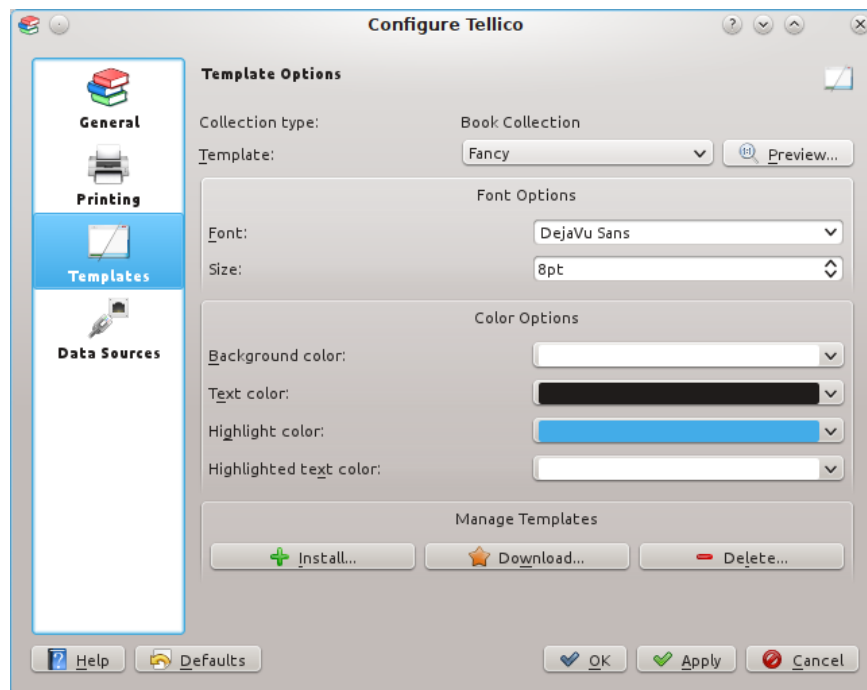 Configure Tellico
General
Printing
Templates
Data Sources
Template Options
Collection type: Book Collection
Template: Fancy Preview...
Font Options
Font: DejaVu Sans
Size: 8pt
Color Options
Background color:
Text color:
Highlight color:
Highlighted text color:
Manage Templates
Install... Download... Delete...
Help Defaults OK Apply Cancel